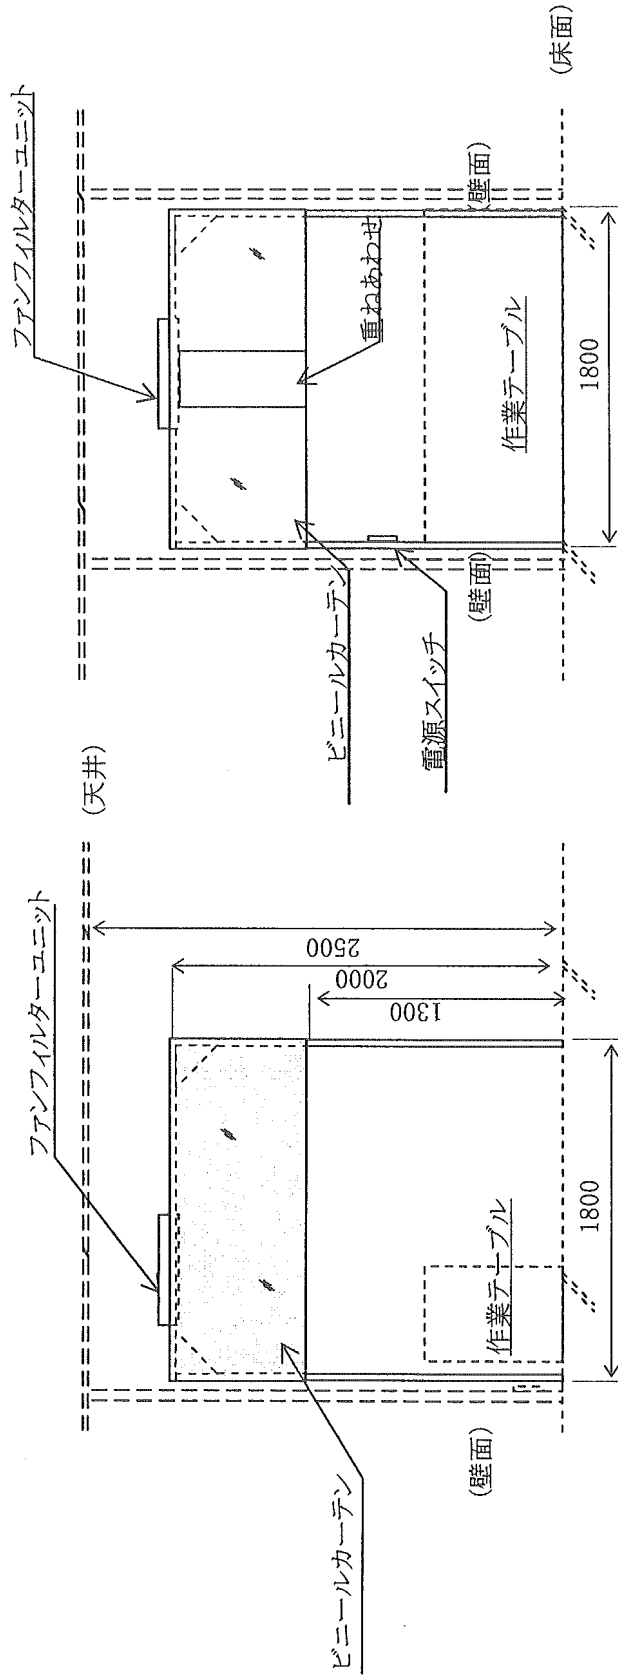 ファンフィルターユニット
(天井)
2500
2000
1300
作業テーブル
1800
(壁面)
ビニールカーテン
ファンフィルターユニット
(床面)
(壁面)
重ねあわせ
作業テーブル
1800
(壁面)
ビニールカーテン
電源スイッチ